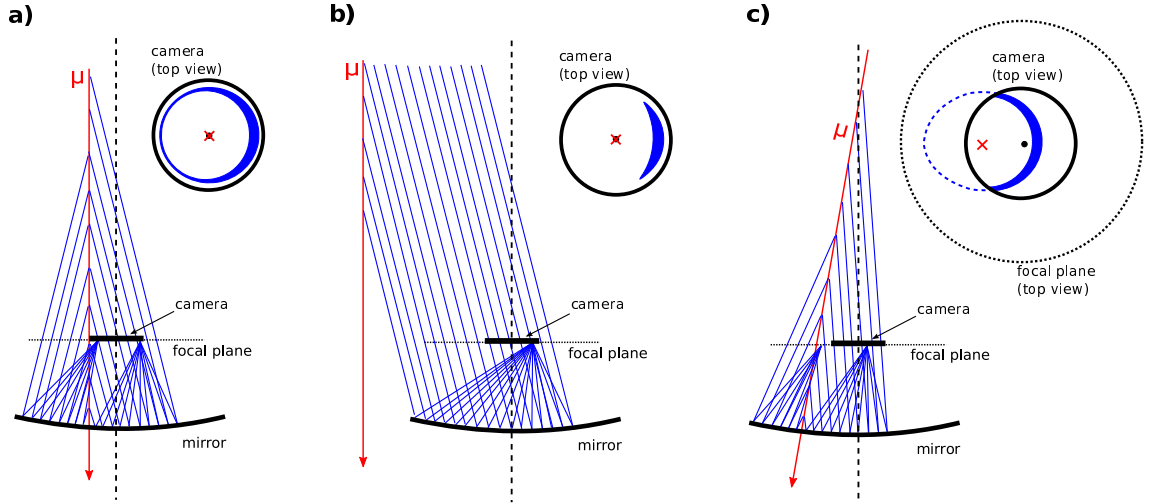 a)
μ
camera
(top view)
camera
focal plane
mirror
b)
μ
camera
(top view)
camera
focal plane
mirror
c)
μ
camera
(top view)
focal plane
(top view)
camera
focal plane
mirror